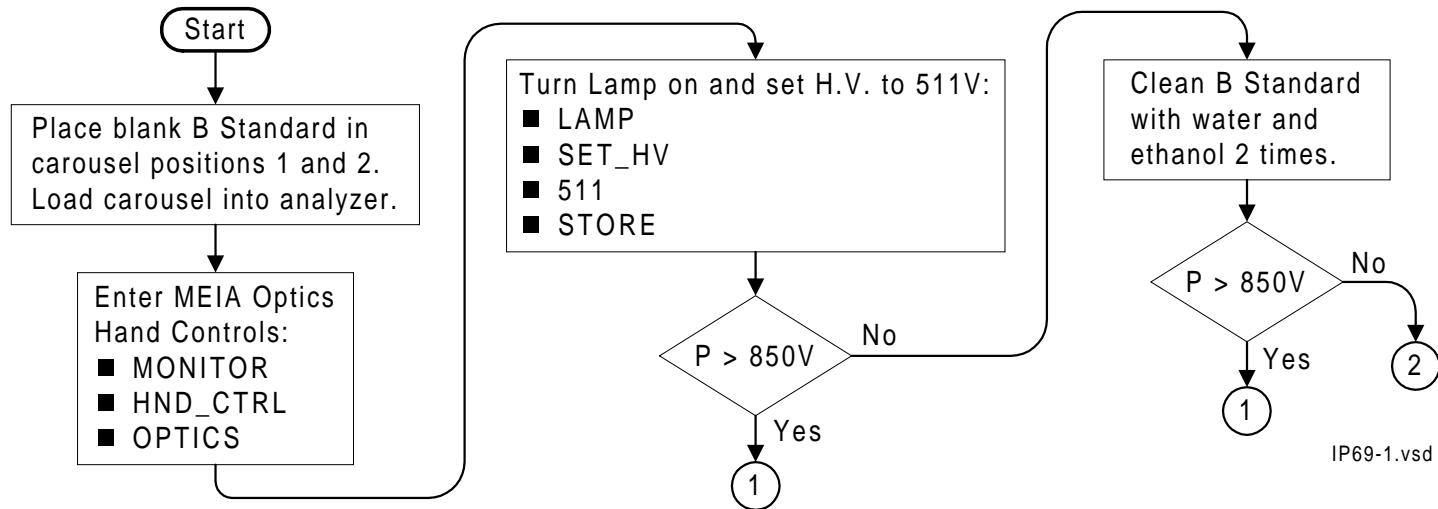 Start
Place blank B Standard in
carousel positions 1 and 2.
Load carousel into analyzer.
Enter MEIA Optics
Hand Controls:
■ MONITOR
■ HND_CTRL
■ OPTICS
Turn Lamp on and set H.V. to 511V:
■ LAMP
■ SET_HV
■ 511
■ STORE
P > 850V
No
Yes
1
Clean B Standard
with water and
ethanol 2 times.
P > 850V
No
Yes
2
1
IP69-1.vsd